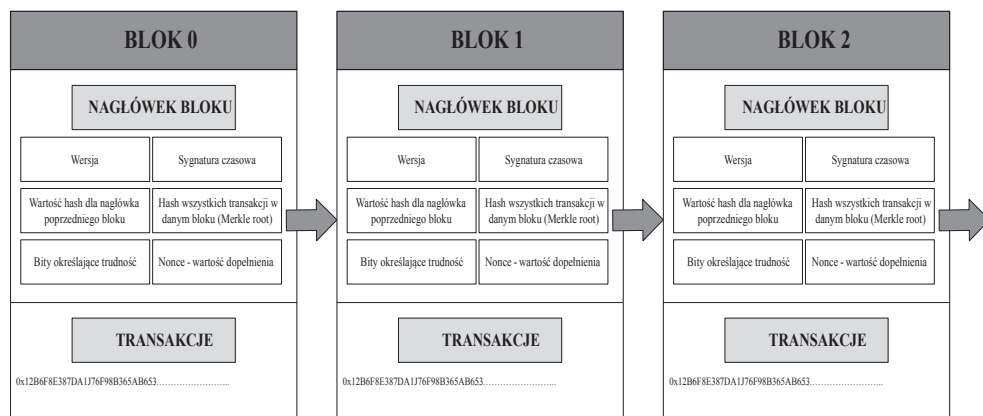 BLOK 0
NAGŁÓWEK BLOKU
Wersja
Sygnatura czasowa
Wartość hash dla nagłówka
poprzedniego bloku
Hash wszystkich transakcji w
danym bloku (Merkle root)
Bity określające trudność
Nonce - wartość dopełnienia
TRANSAKCJE
0x12B6F8E387DA1J76F98B365AB653……………………...
BLOK 1
NAGŁÓWEK BLOKU
Wersja
Sygnatura czasowa
Wartość hash dla nagłówka
poprzedniego bloku
Hash wszystkich transakcji w
danym bloku (Merkle root)
Bity określające trudność
Nonce - wartość dopełnienia
TRANSAKCJE
0x12B6F8E387DA1J76F98B365AB653……………………...
BLOK 2
NAGŁÓWEK BLOKU
Wersja
Sygnatura czasowa
Wartość hash dla nagłówka
poprzedniego bloku
Hash wszystkich transakcji w
danym bloku (Merkle root)
Bity określające trudność
Nonce - wartość dopełnienia
TRANSAKCJE
0x12B6F8E387DA1J76F98B365AB653……………………...